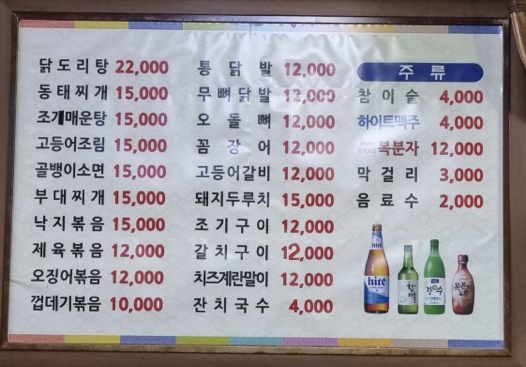 닭도리탕 22,000
동태찌개 15,000
조개매운탕 15,000
고등어조림 15,000
골뱅이소면 15,000
부대찌개 15,000
낙지볶음 15,000
제육볶음 12,000
오징어볶음 12,000
껍데기볶음 10,000
통닭발 12,000
무뼈닭발 12,000
오돌뼈 12,000
꼼장어 12,000
고등어갈비 12,000
돼지두루치 15,000
조기구이 12,000
갈치구이 12,000
치즈계란말이 12,000
잔치국수 4,000
주류
참이슬 4,000
하이트맥주 4,000
복분자 12,000
막걸리 3,000
음료수 2,000
hite